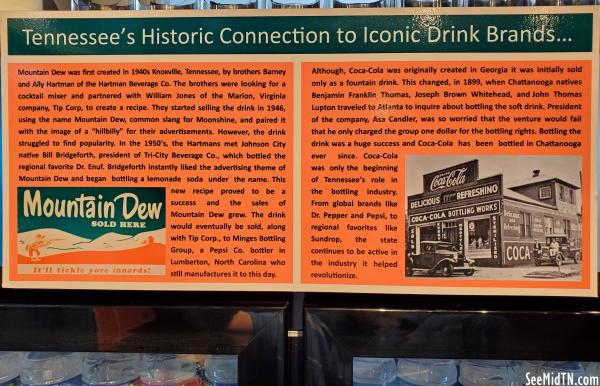 Tennessee's Historic Connection to Iconic Drink Brands...
Mountain Dew was first created in 1940s Knoxville, Tennessee, by brothers Barney
and Ally Hartman of the Hartman Beverage Co. The brothers were looking for a
cocktail mixer and partnered with William Jones of the Marion, Virginia
company, Tip Corp, to create a recipe. They started selling the drink in 1946,
using the name Mountain Dew, common slang for Moonshine, and paired it
with the image of a "hillbilly" for their advertisements. However, the drink
struggled to find popularity. In the 1950's, the Hartmans met Johnson City
native Bill Bridgeforth, president of Tri-City Beverage Co., which bottled the
regional favorite Dr. Enuf. Bridgeforth instantly liked the advertising theme of
Mountain Dew and began bottling a lemonade soda under the name. This
new recipe proved to be a
success and the sales of
Mountain Dew grew. The drink
would eventually be sold, along
with Tip Corp., to Minges Bottling
Group, a Pepsi Co. bottler in
Lumberton, North Carolina who
still manufactures it to this day.
Mountain Dew
SOLD HERE
It'll tickle yore innards!
Although, Coca-Cola was originally created in Georgia it was initially sold
only as a fountain drink. This changed, in 1899, when Chattanooga natives
Benjamin Franklin Thomas, Joseph Brown Whitehead, and John Thomas
Lupton traveled to Atlanta to inquire about bottling the soft drink. President
of the company, Asa Candler, was so worried that the venture would fail
that he only charged the group one dollar for the bottling rights. Bottling the
drink was a huge success and Coca-Cola has been bottled in Chattanooga
ever since. Coca-Cola
was only the beginning
of Tennessee's role in
the bottling industry.
From global brands like
Dr. Pepper and Pepsi, to
regional favorites like
Sundrop, the state
continues to be active in
the industry it helped
revolutionize.
Coca-Cola
DELICIOUS REFRESHING
COCA-COLA BOTTLING WORKS
COCA
SeeMidTN.com